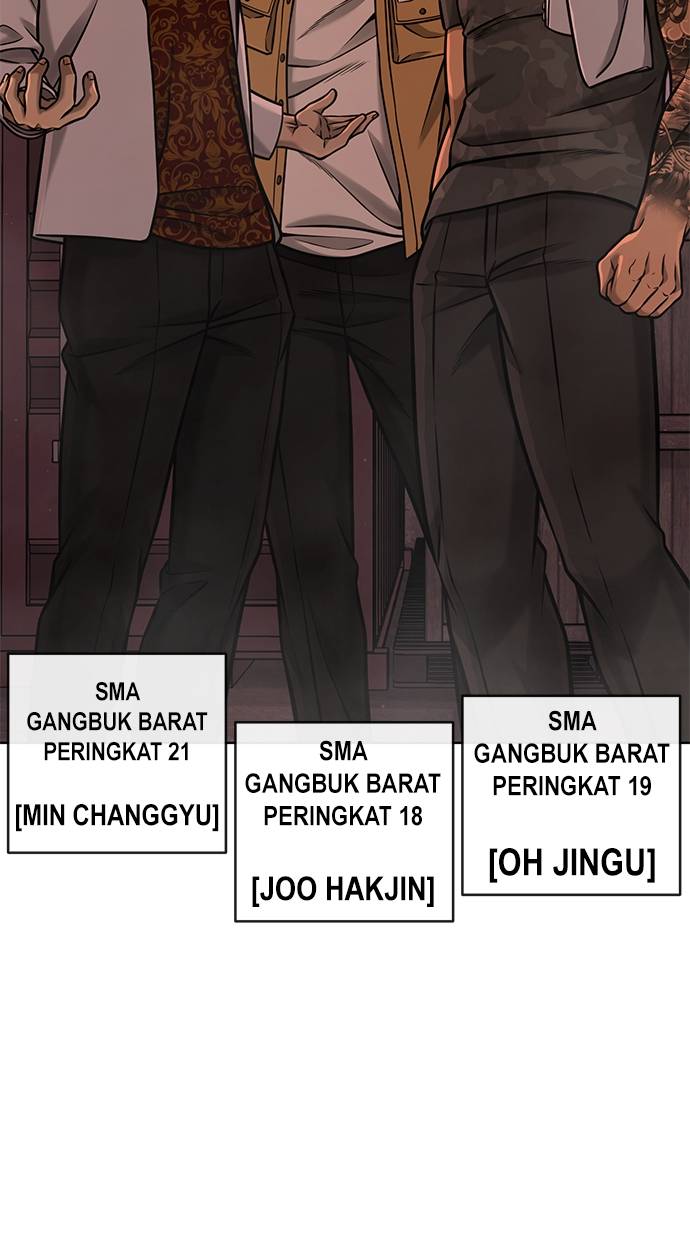 SMA
GANGBUK BARAT
PERINGKAT 21
[MIN CHANGGYU]
SMA
GANGBUK BARAT
PERINGKAT 18
[JOO HAKJIN]
SMA
GANGBUK BARAT
PERINGKAT 19
[OH JINGU]